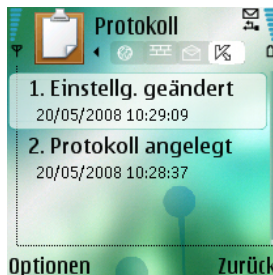 Protokoll
1. Einstellg. geändert
20/05/2008 10:29:09
2. Protokoll angelegt
20/05/2008 10:28:37
Optionen Zurück